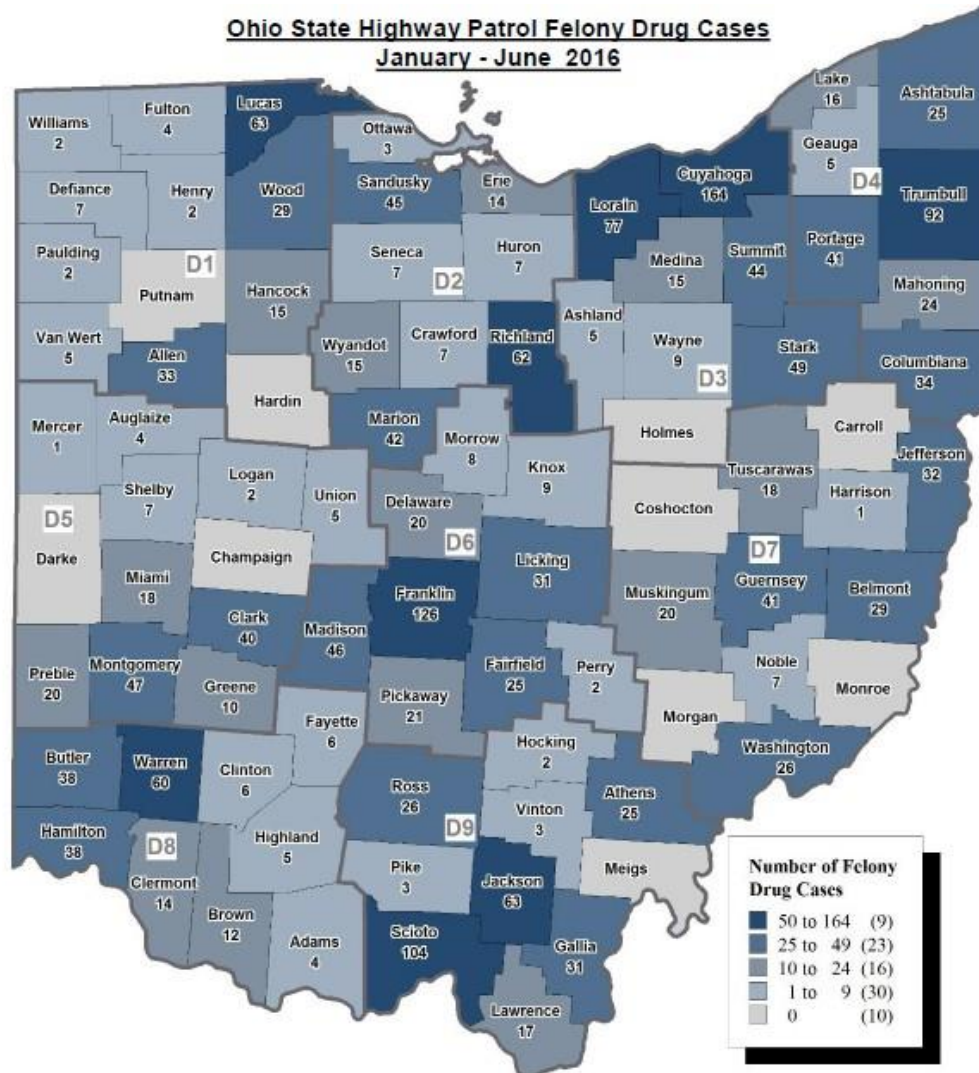 Ohio State Highway Patrol Felony Drug Cases
January - June 2016
Williams
2
Fulton
4
Lucas
63
Ottawa
3
Lake
16
Ashtabula
25
Geauga
5
D4
Cuyahoga
164
Trumbull
92
Defiance
7
Henry
2
Wood
29
Sandusky
45
Erie
14
Lorain
77
Summit
44
Portage
41
Paulding
2
D1
Putnam
Hancock
15
Seneca
7
D2
Huron
7
Medina
15
Mahoning
24
Van Wert
5
Allen
33
Wyandot
15
Crawford
7
Richland
62
Ashland
5
Wayne
9
D3
Stark
49
Columbiana
34
Hardin
Marion
42
Morrow
8
Holmes
Carroll
Mercer
1
Auglaize
4
Logan
2
Union
5
Knox
9
Tuscarawas
18
Jefferson
32
Harrison
1
Shelby
7
Delaware
20
D6
Coshocton
D5
Darke
Champaign
Miami
18
Licking
31
D7
Guernsey
41
Belmont
29
Muskingum
20
Clark
40
Madison
46
Franklin
126
Preble
20
Montgomery
47
Greene
10
Pickaway
21
Fairfield
25
Perry
2
Noble
7
Monroe
Morgan
Fayette
6
Hocking
2
Washington
26
Butler
38
Warren
60
Clinton
6
Ross
26
D9
Vinton
3
Athens
25
Hamilton
38
D8
Clermont
14
Highland
5
Pike
3
Jackson
63
Meigs
Brown
12
Adams
4
Scioto
104
Gallia
31
Lawrence
17
Number of Felony
Drug Cases
50 to 164 (9)
25 to 49 (23)
10 to 24 (16)
1 to 9 (30)
0 (10)